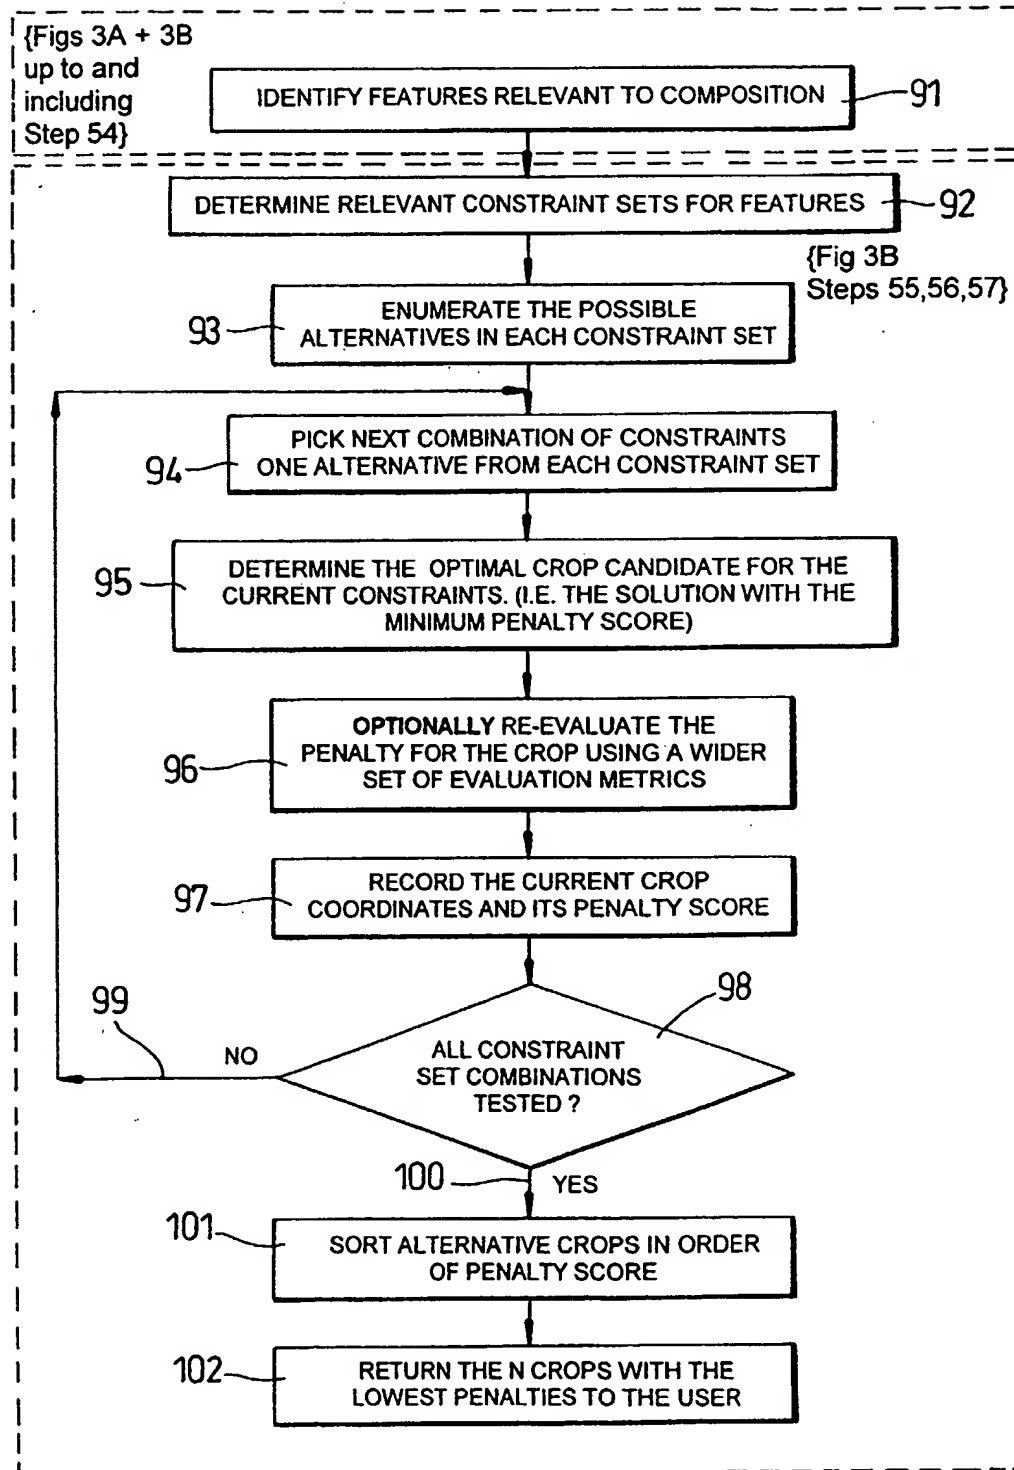 {Figs 3A + 3B
up to and
including
Step 54}
IDENTIFY FEATURES RELEVANT TO COMPOSITION
91
DETERMINE RELEVANT CONSTRAINT SETS FOR FEATURES
92
{Fig 3B
Steps 55,56,57}
93
ENUMERATE THE POSSIBLE
ALTERNATIVES IN EACH CONSTRAINT SET
94
PICK NEXT COMBINATION OF CONSTRAINTS
ONE ALTERNATIVE FROM EACH CONSTRAINT SET
95
DETERMINE THE OPTIMAL CROP CANDIDATE FOR THE
CURRENT CONSTRAINTS. (I.E. THE SOLUTION WITH THE
MINIMUM PENALTY SCORE)
96
OPTIONALLY RE-EVALUATE THE
PENALTY FOR THE CROP USING A WIDER
SET OF EVALUATION METRICS
97
RECORD THE CURRENT CROP
COORDINATES AND ITS PENALTY SCORE
98
99
NO
ALL CONSTRAINT
SET COMBINATIONS
TESTED ?
100
YES
101
SORT ALTERNATIVE CROPS IN ORDER
OF PENALTY SCORE
102
RETURN THE N CROPS WITH THE
LOWEST PENALTIES TO THE USER